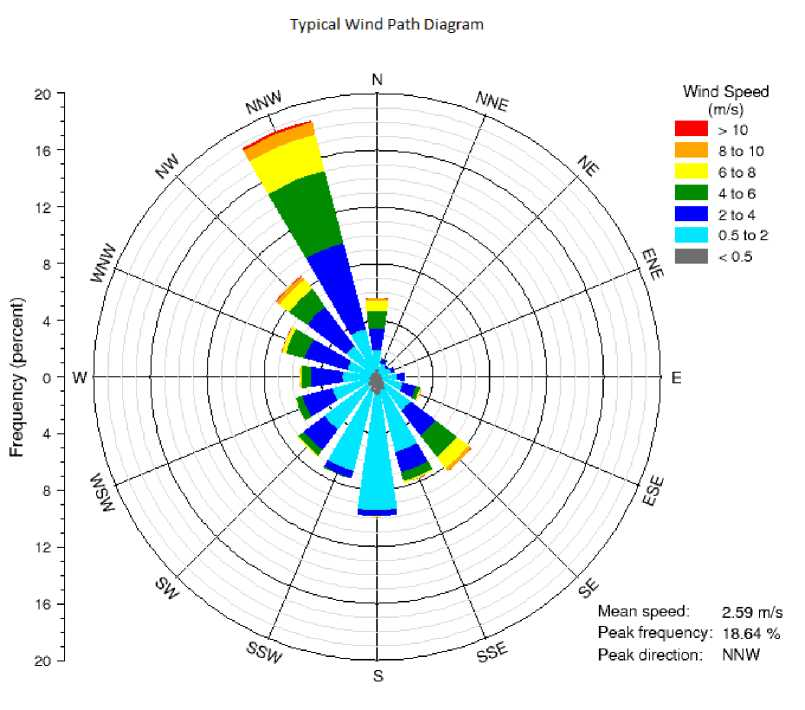 Typical Wind Path Diagram
Wind Speed
(m/s)
> 10
8 to 10
6 to 8
4 to 6
2 to 4
0.5 to 2
< 0.5
Frequency (percent)
20
16
12
8
4
0
4
8
12
16
20
N
NNE
NE
ENE
E
ESE
SE
SSE
S
SSW
SW
WSW
W
WNW
NW
NNW
Mean speed: 2.59 m/s
Peak frequency: 18.64 %
Peak direction: NNW